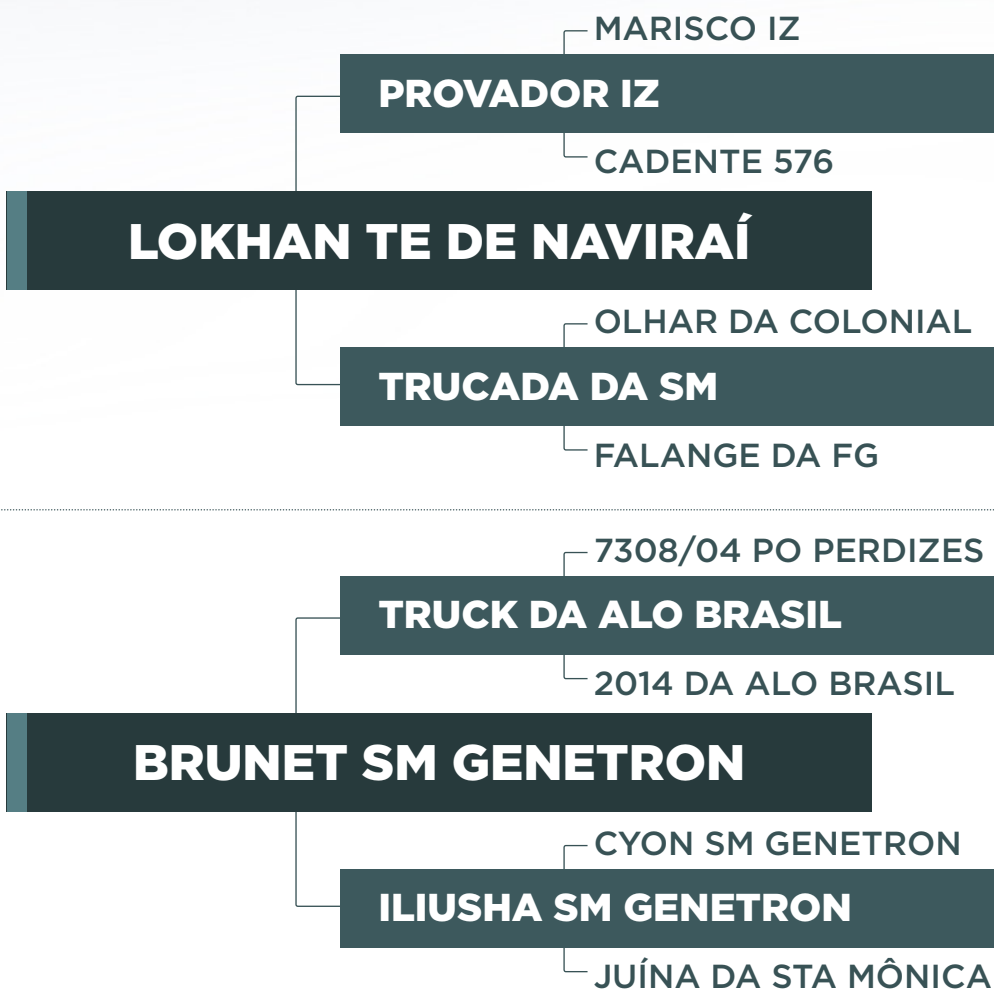 MARISCO IZ
PROVADOR IZ
CADENTE 576
LOKHAN TE DE NAVIRAÍ
OLHAR DA COLONIAL
TRUCADA DA SM
FALANGE DA FG
7308/04 PO PERDIZES
TRUCK DA ALO BRASIL
2014 DA ALO BRASIL
BRUNET SM GENETRON
CYON SM GENETRON
ILIUSHA SM GENETRON
JUÍNA DA STA MÔNICA